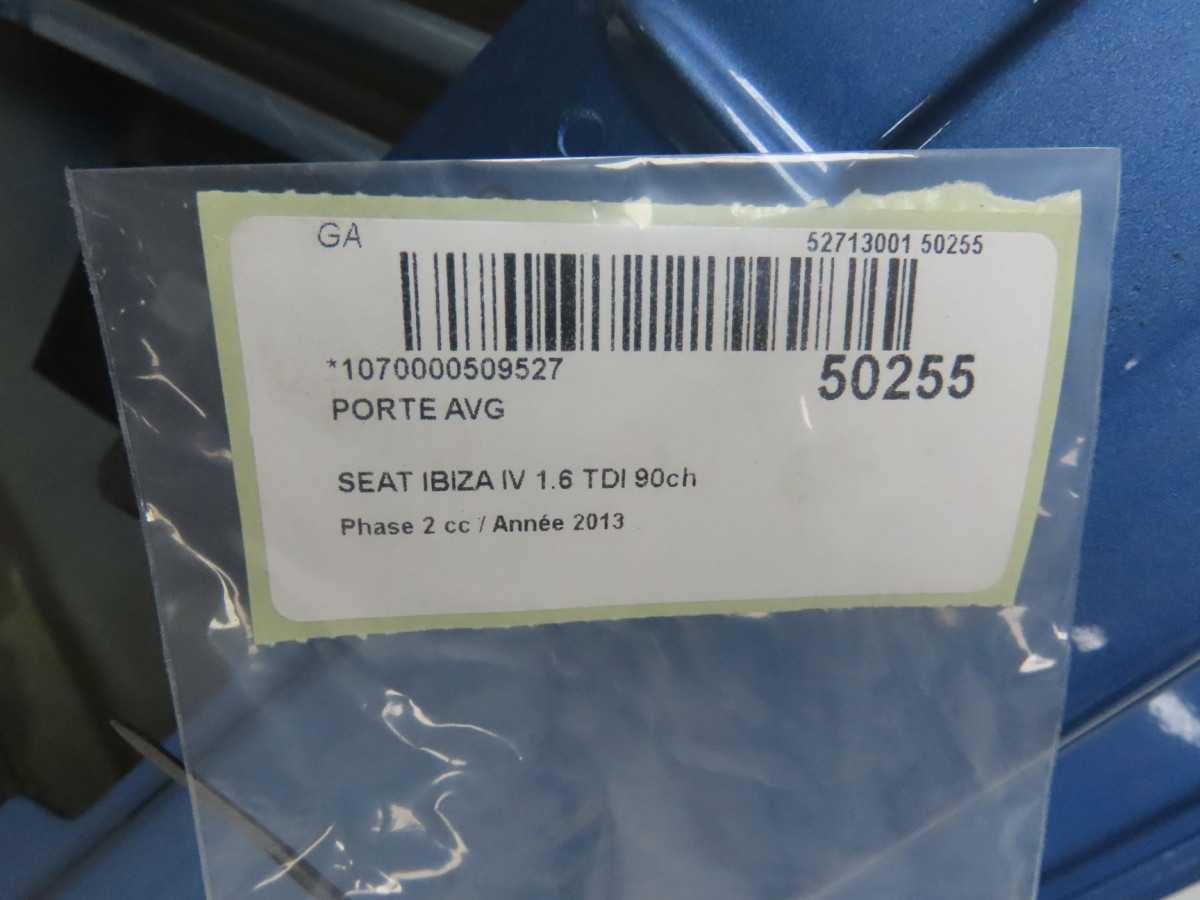 GA
52713001 50255
*1070000509527
50255
PORTE AVG
SEAT IBIZA IV 1.6 TDI 90ch
Phase 2 cc / Année 2013